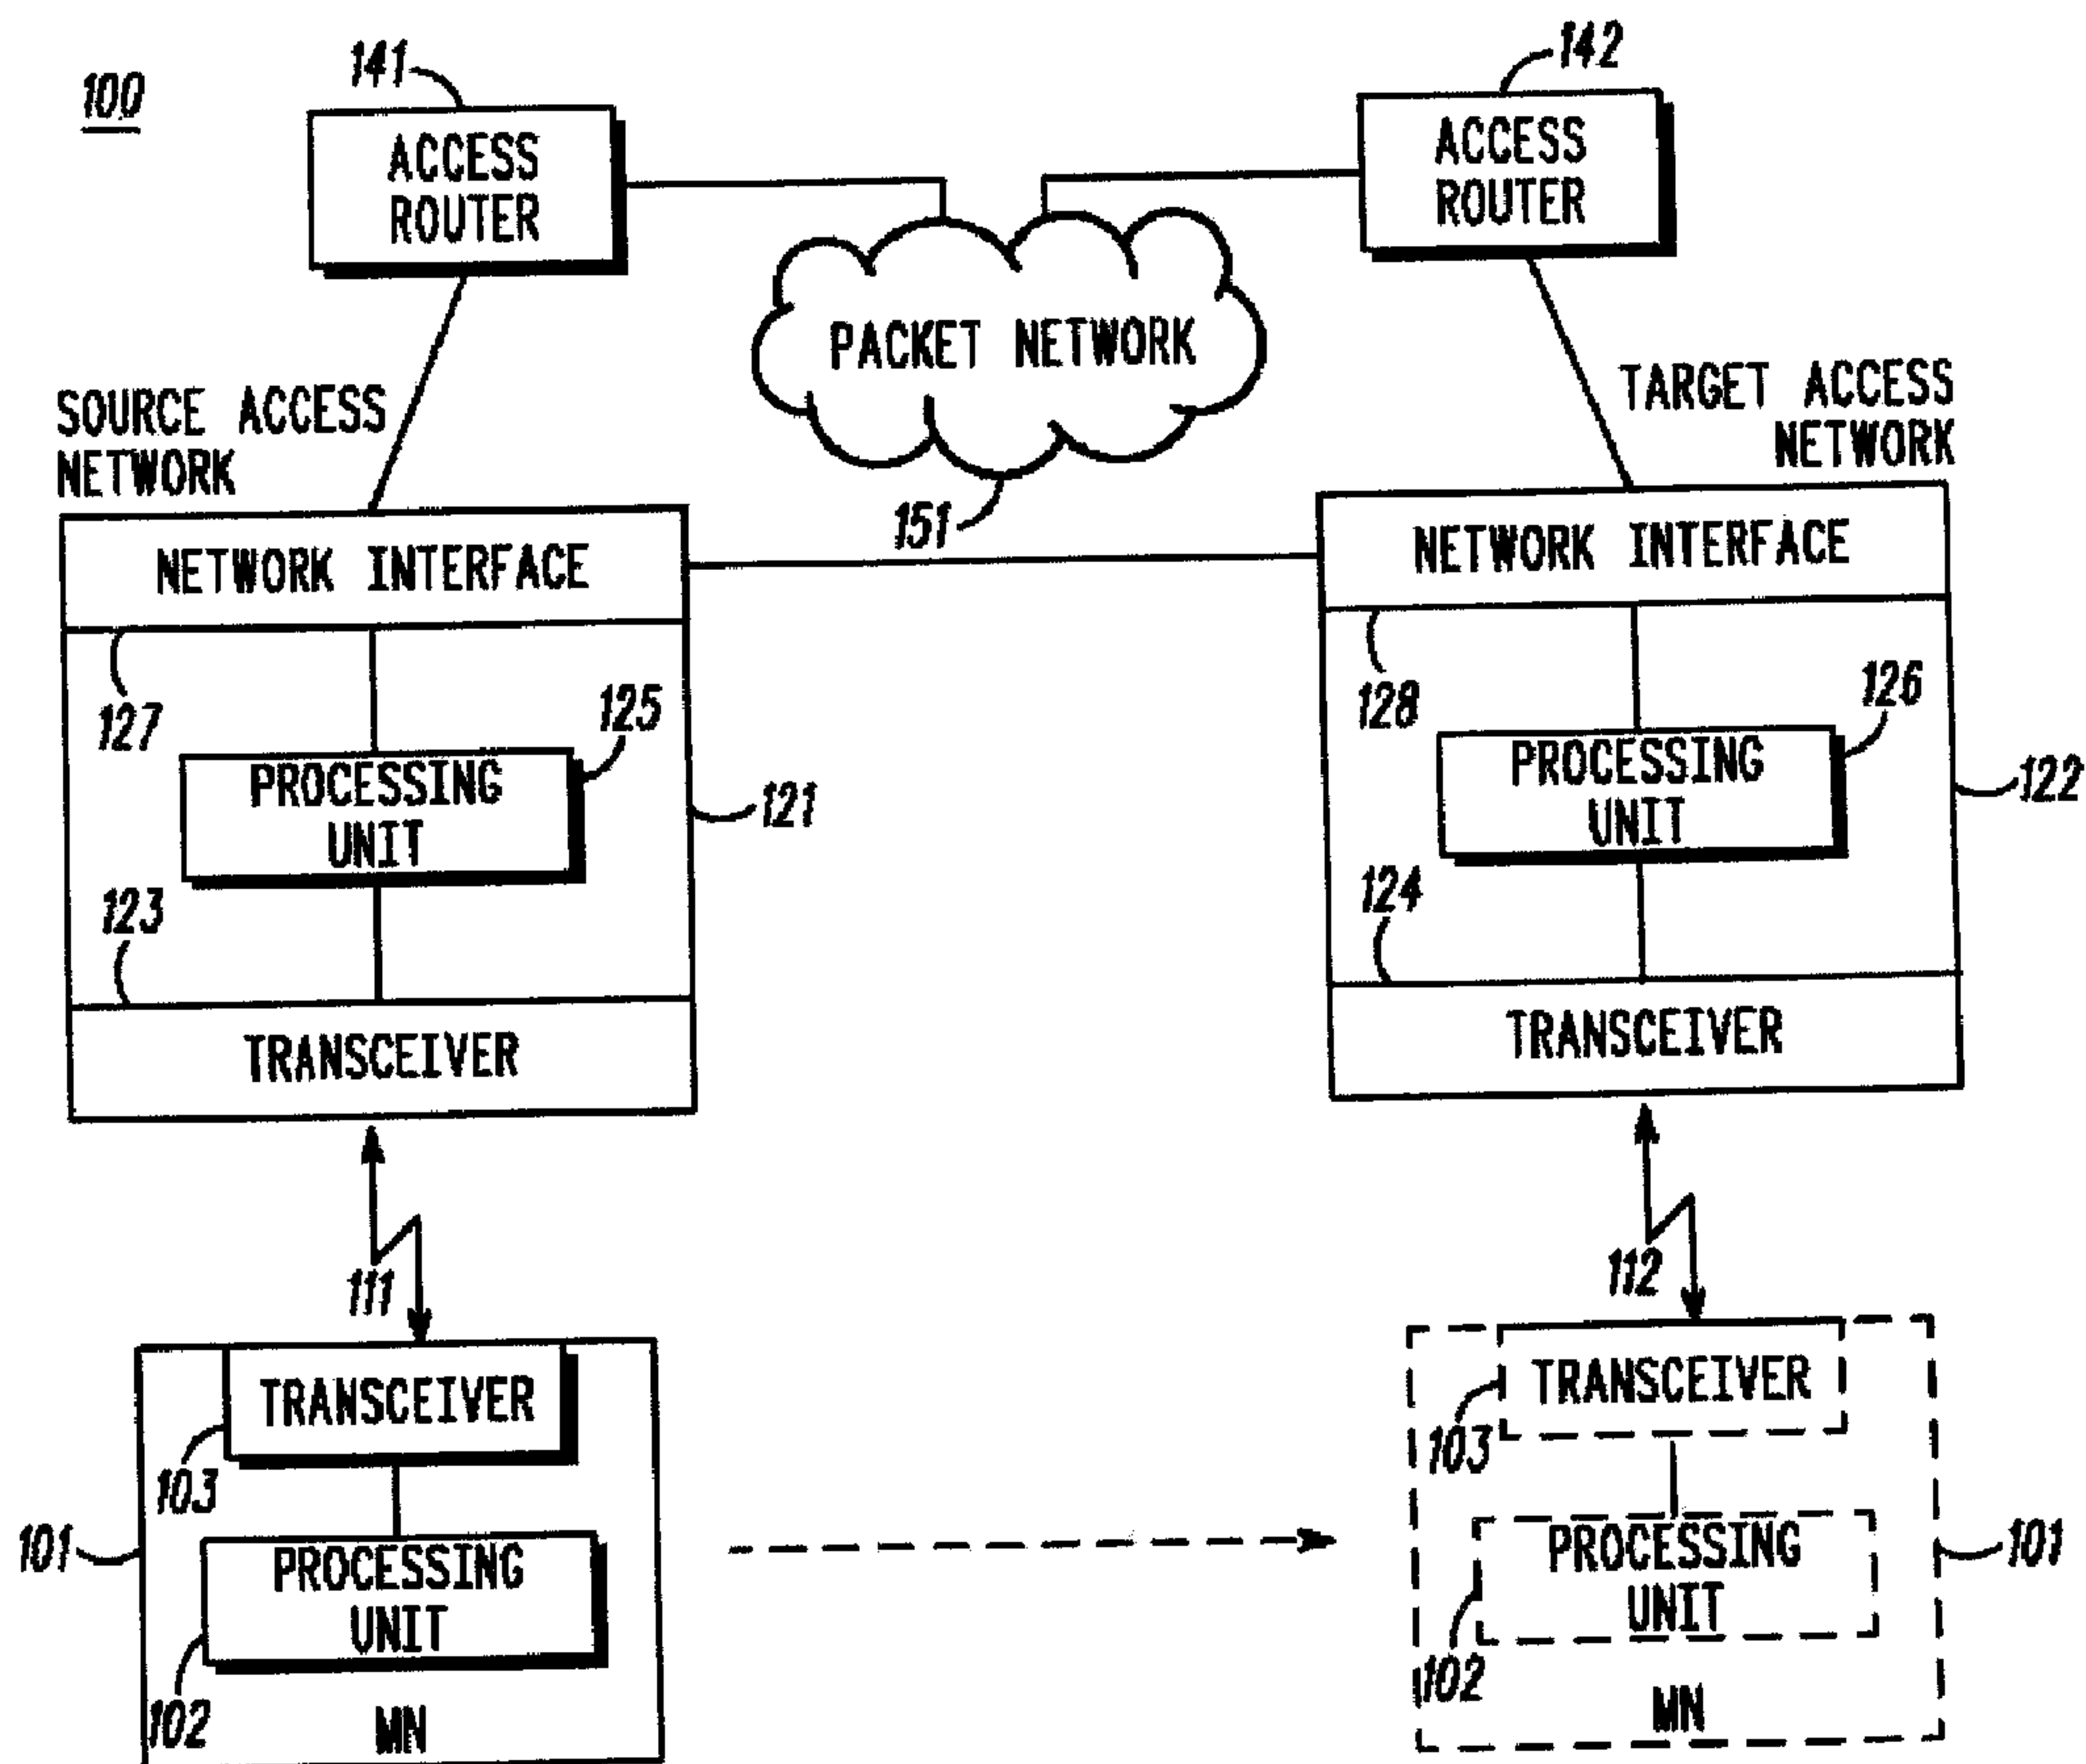 100
141
142
ACCESS
ROUTER
ACCESS
ROUTER
PACKET NETWORK
SOURCE ACCESS
NETWORK
TARGET ACCESS
NETWORK
151
NETWORK INTERFACE
NETWORK INTERFACE
127
125
128
126
PROCESSING
UNIT
121
PROCESSING
UNIT
122
123
124
TRANSCEIVER
TRANSCEIVER
111
112
TRANSCEIVER
TRANSCEIVER
103
103
101
PROCESSING
UNIT
PROCESSING
UNIT
101
102
102
MN
MN